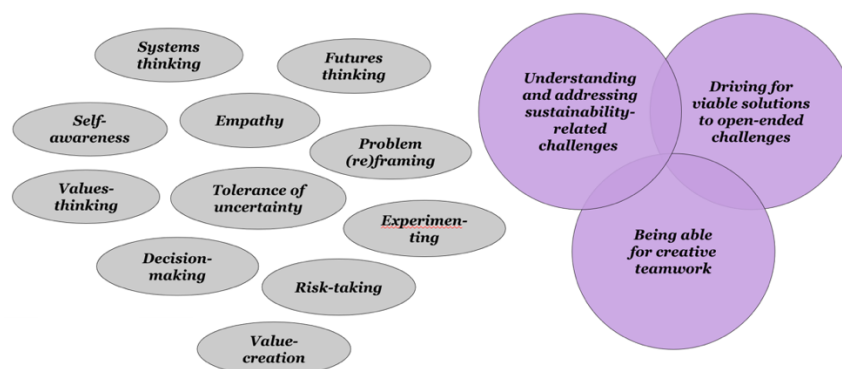 Systems
thinking
Futures
thinking
Self-
awareness
Empathy
Problem
(re)framing
Values-
thinking
Tolerance of
uncertainty
Experimen-
ting
Decision-
making
Risk-taking
Value-
creation
Understanding
and addressing
sustainability-
related
challenges
Driving for
viable solutions
to open-ended
challenges
Being able
for creative
teamwork